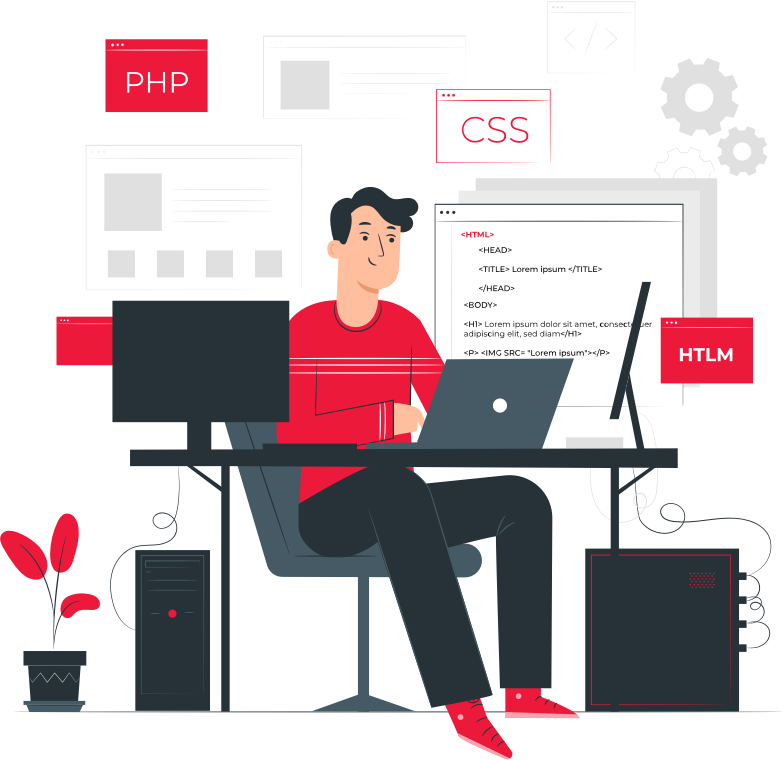 </>
PHP
CSS
<HTML>
<HEAD>
<TITLE> Lorem ipsum </TITLE>
</HEAD>
<BODY>
<H1> Lorem ipsum dolor sit amet, consectetuer
adipiscing elit, sed diam</H1>
<P> <IMG SRC= "Lorem ipsum"></P>
HTLM